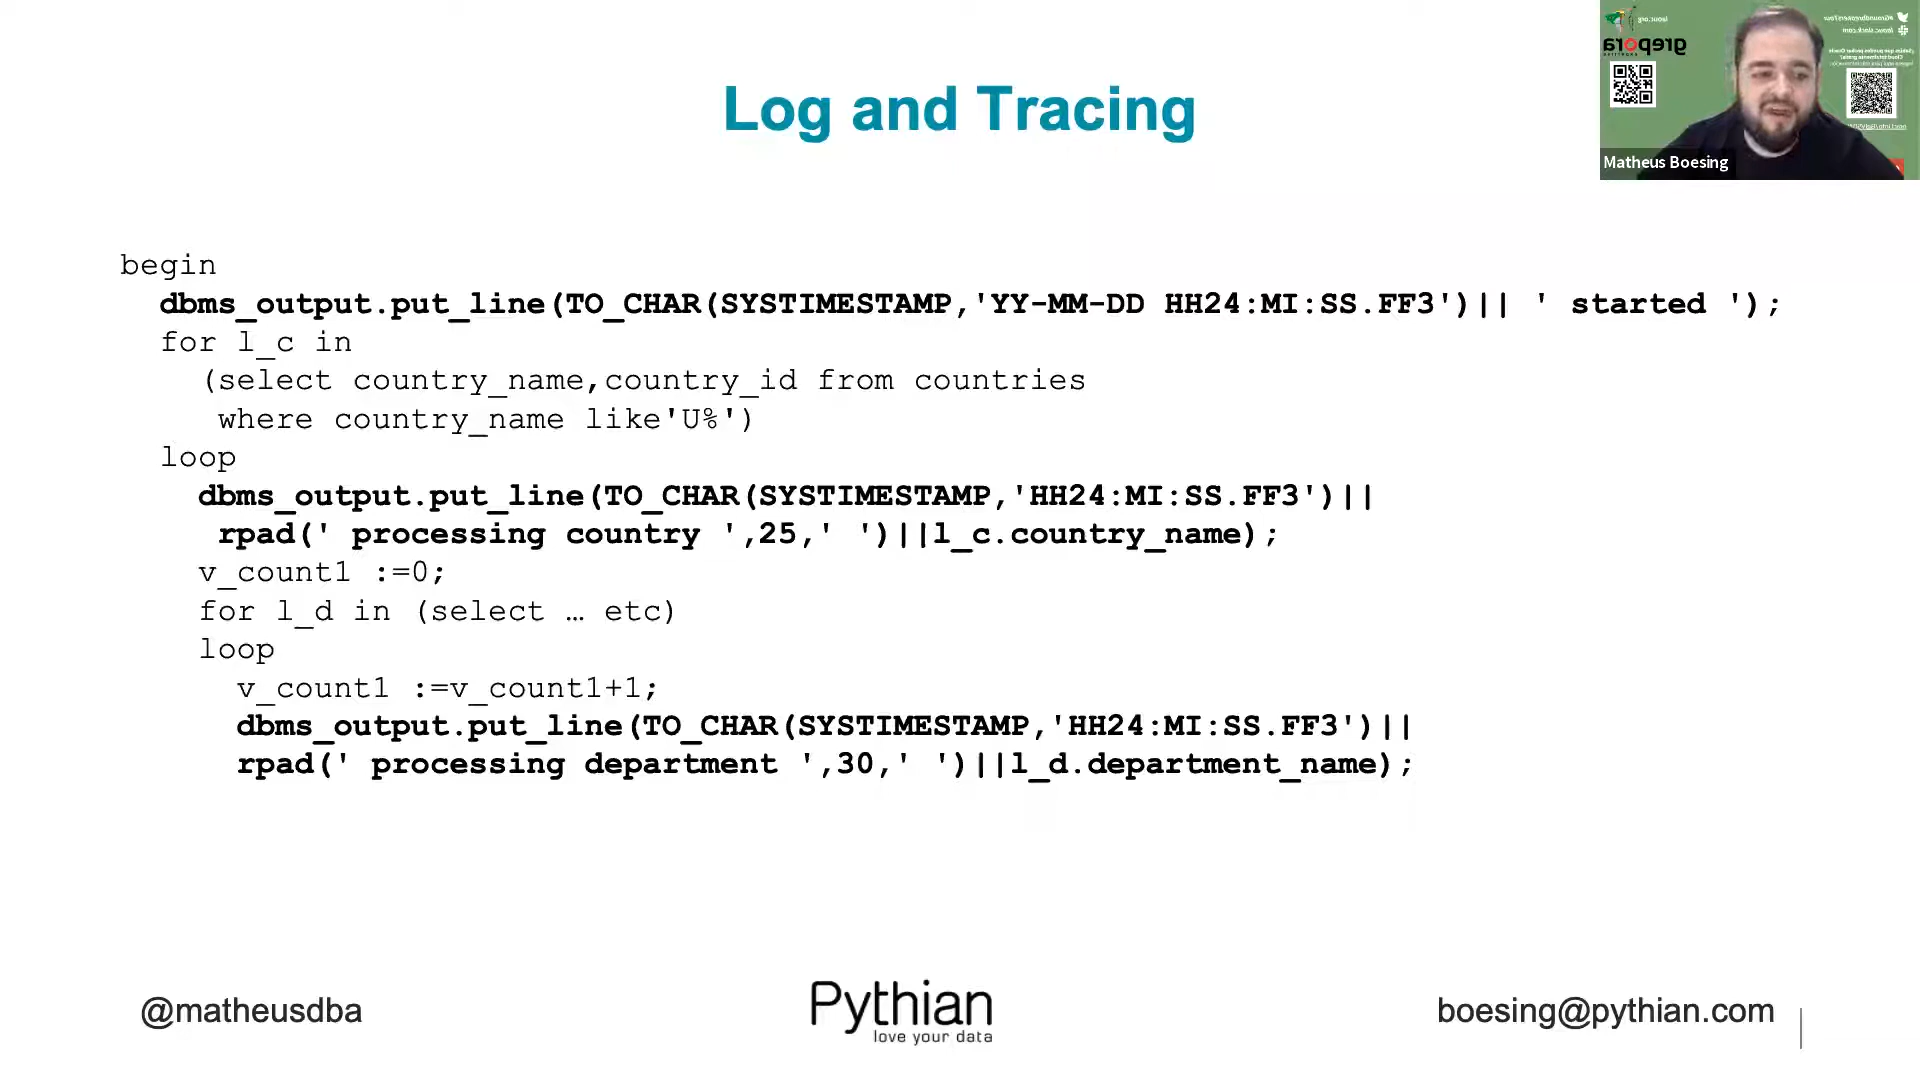 Log and Tracing
Matheus Boesing
begin
dbms_output.put_line(TO_CHAR(SYSTIMESTAMP,'YY-MM-DD HH24:MI:SS.FF3')|| ' started ');
for l_c in
(select country_name,country_id from countries
where country_name like'U%')
loop
dbms_output.put_line(TO_CHAR(SYSTIMESTAMP,'HH24:MI:SS.FF3')||
rpad(' processing country ',25,' ')||l_c.country_name);
v_count1 :=0;
for l_d in (select … etc)
loop
v_count1 :=v_count1+1;
dbms_output.put_line(TO_CHAR(SYSTIMESTAMP,'HH24:MI:SS.FF3')||
rpad(' processing department ',30,' ')||l_d.department_name);
@matheusdba
Pythian
love your data
boesing@pythian.com
grepora